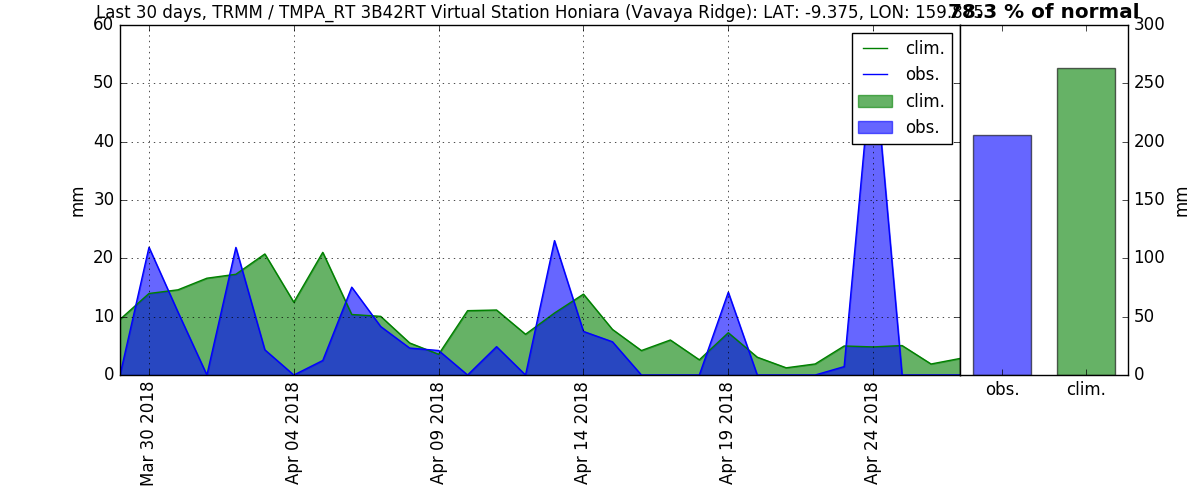 Last 30 days, TRMM / TMPA_RT 3B42RT Virtual Station Honiara (Vavaya Ridge): LAT: -9.375, LON:
78.3 % of normal
60
50
40
30
20
10
0
mm
clim.
obs.
clim.
obs.
300
250
200
150
100
50
0
mm
Mar 30 2018
Apr 04 2018
Apr 09 2018
Apr 14 2018
Apr 19 2018
Apr 24 2018
obs.
clim.